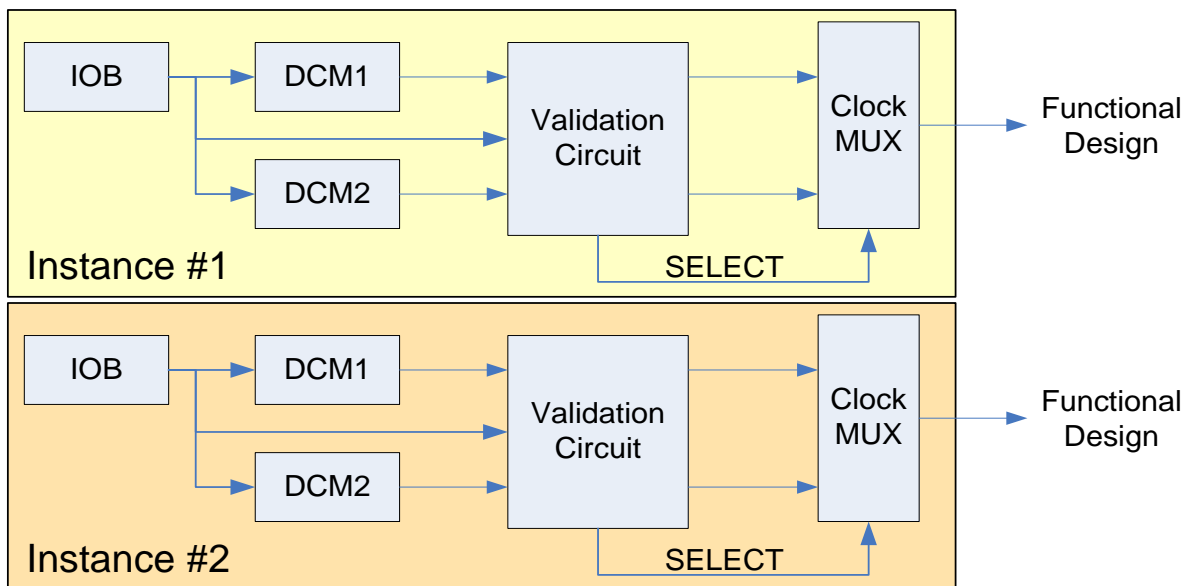 IOB
DCM1
DCM2
Validation
Circuit
Clock
MUX
Functional
Design
SELECT
Instance #1
IOB
DCM1
DCM2
Validation
Circuit
Clock
MUX
Functional
Design
SELECT
Instance #2